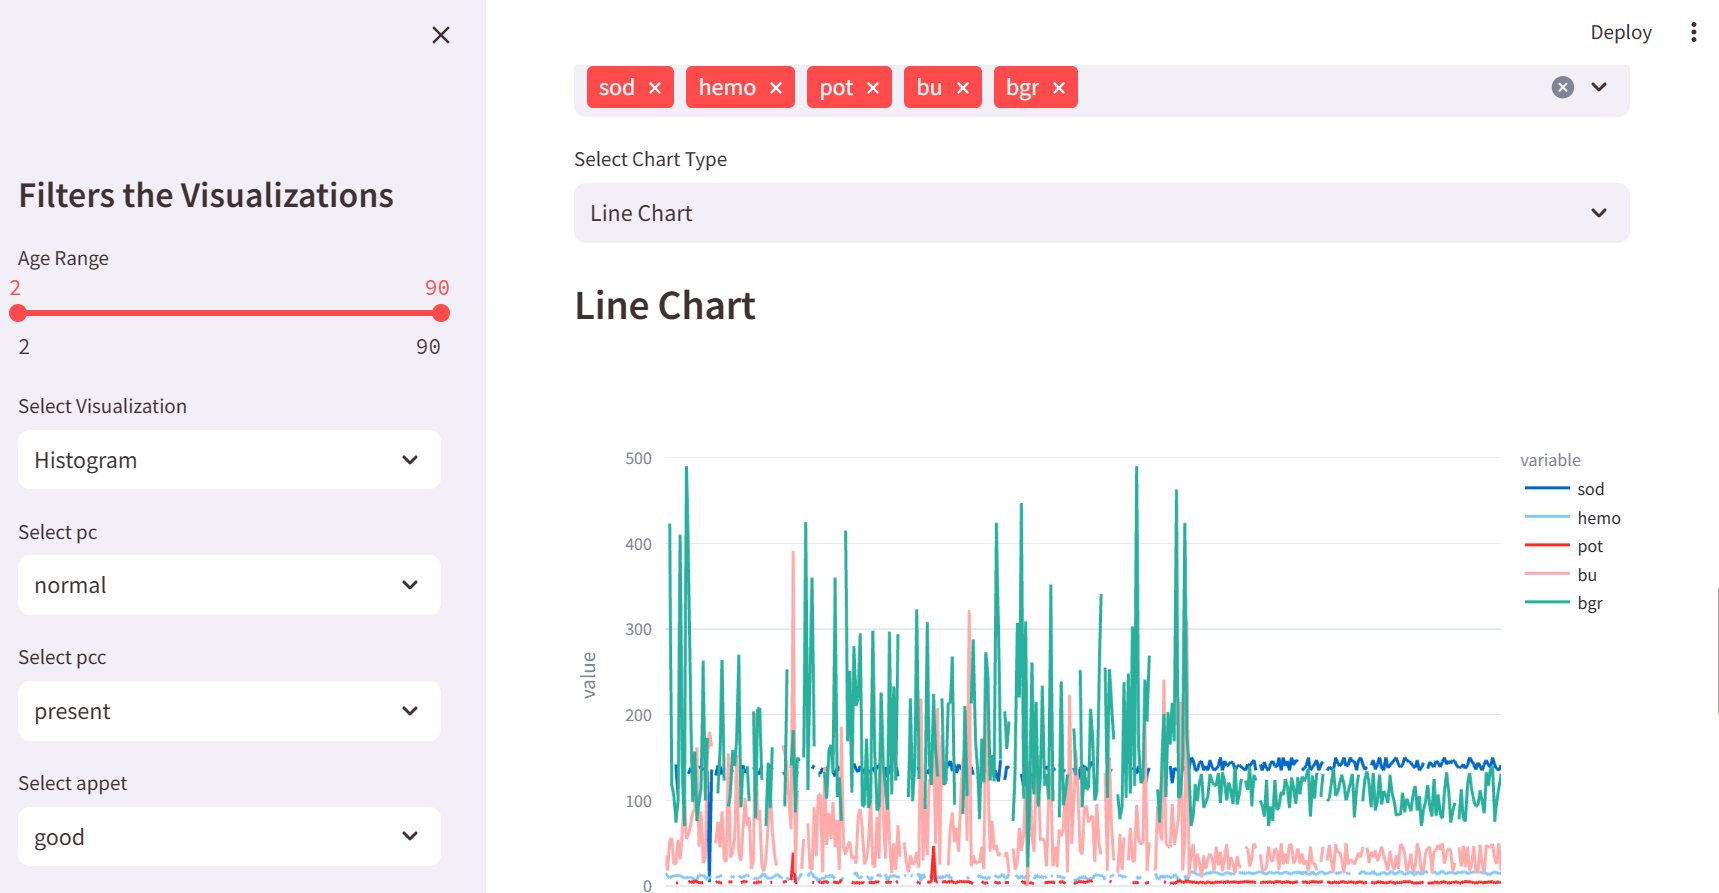 Deploy
sod hemo pot bu bgr
Select Chart Type
Line Chart
Line Chart
Filters the Visualizations
Age Range
2 90
2 90
Select Visualization
Histogram
Select pc
normal
Select pcc
present
Select appet
good
500
400
300
200
100
0
value
variable
sod
hemo
pot
bu
bgr